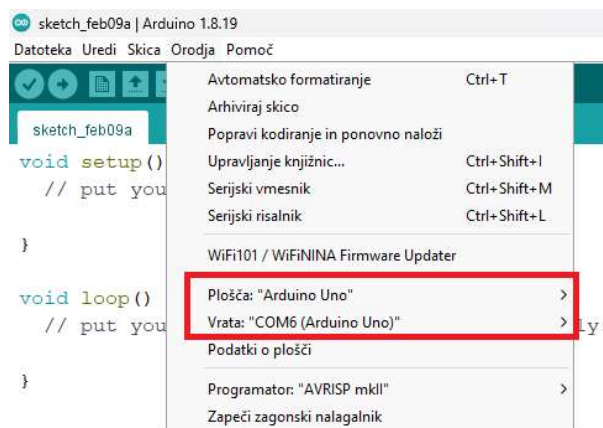 sketch_feb09a | Arduino 1.8.19
Datoteka Uredi Skica Orodja Pomoč
sketch_feb09a
void setup()
// put you
}
void loop()
// put you
ly
}
Avtomatsko formatiranje Ctrl+T
Arhiviraj skico
Popravi kodiranje in ponovno naloži
Upravljanje knjižnic... Ctrl+Shift+I
Serijski vmesnik Ctrl+Shift+M
Serijski risalnik Ctrl+Shift+L
WiFi101 / WiFiNINA Firmware Updater
Plošča: "Arduino Uno" >
Vrata: "COM6 (Arduino Uno)" >
Podatki o plošči
Programator: "AVRISP mkII" >
Zapeči zagonski nalagalnik